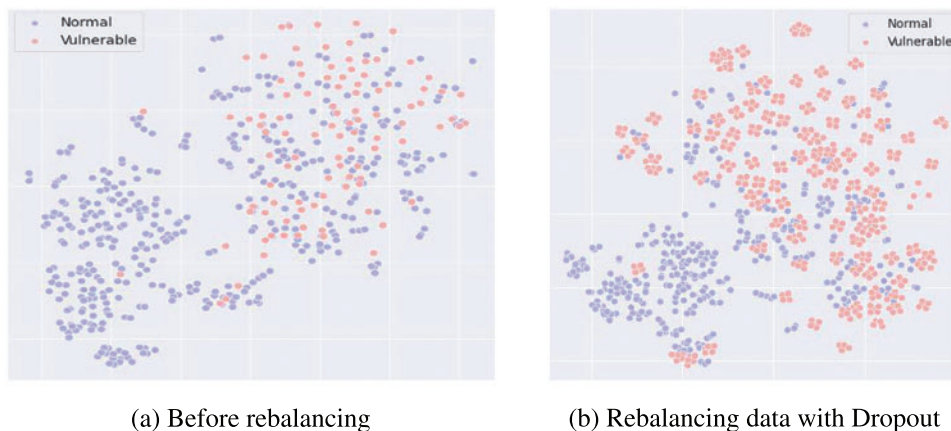 Normal
Vulnerable
Normal
Vulnerable
(a) Before rebalancing
(b) Rebalancing data with Dropout